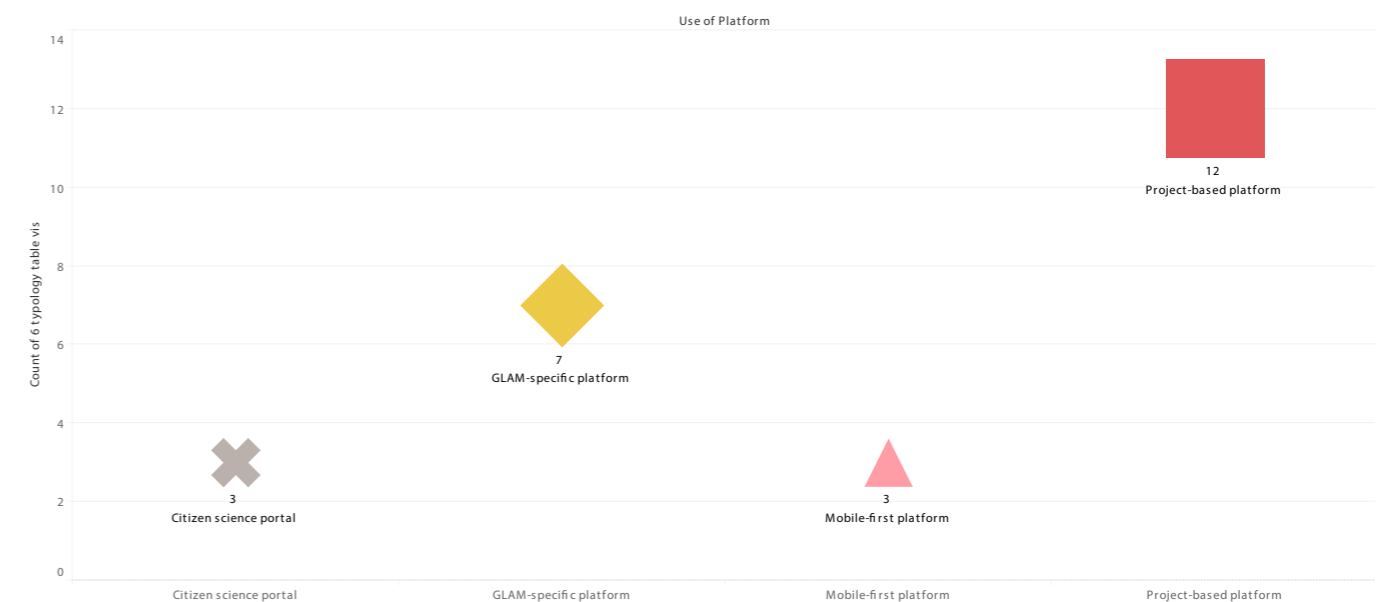 Use of Platform
14
12
10
8
6
4
2
0
Count of 6 typology table vis
12
Project-based platform
7
GLAM-specific platform
3
Citizen science portal
3
Mobile-first platform
Citizen science portal
GLAM-specific platform
Mobile-first platform
Project-based platform